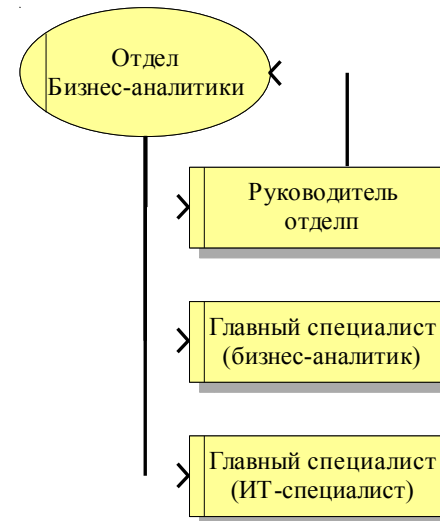 Отдел
Бизнес-аналитики
Руководитель
отделп
Главный специалист
(бизнес-аналитик)
Главный специалист
(ИТ-специалист)